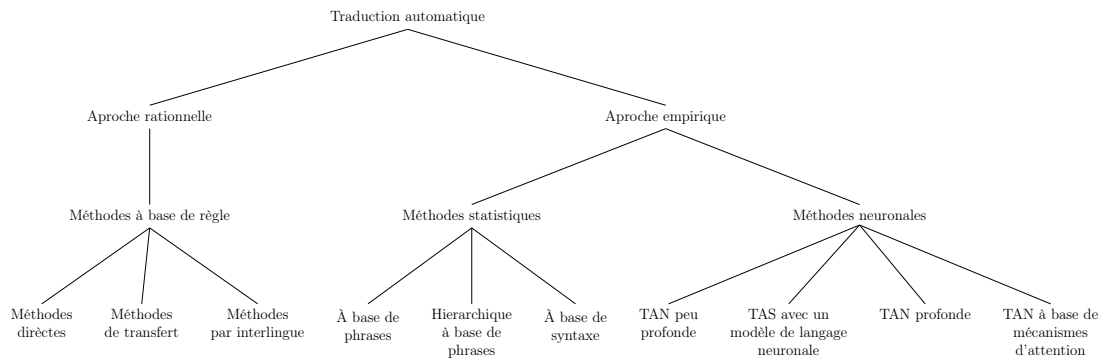 Traduction automatique
Aproche rationnelle
Aproche empirique
Méthodes à base de règle
Méthodes statistiques
Méthodes neuronales
Méthodes
dirèctes
Méthodes
de transfert
Méthodes
par interlingue
À base de
phrases
Hierarchique
à base de
phrases
À base de
syntaxe
TAN peu
profonde
TAS avec un
modèle de langage
neuronale
TAN profonde
TAN à base de
mécanismes
d'attention